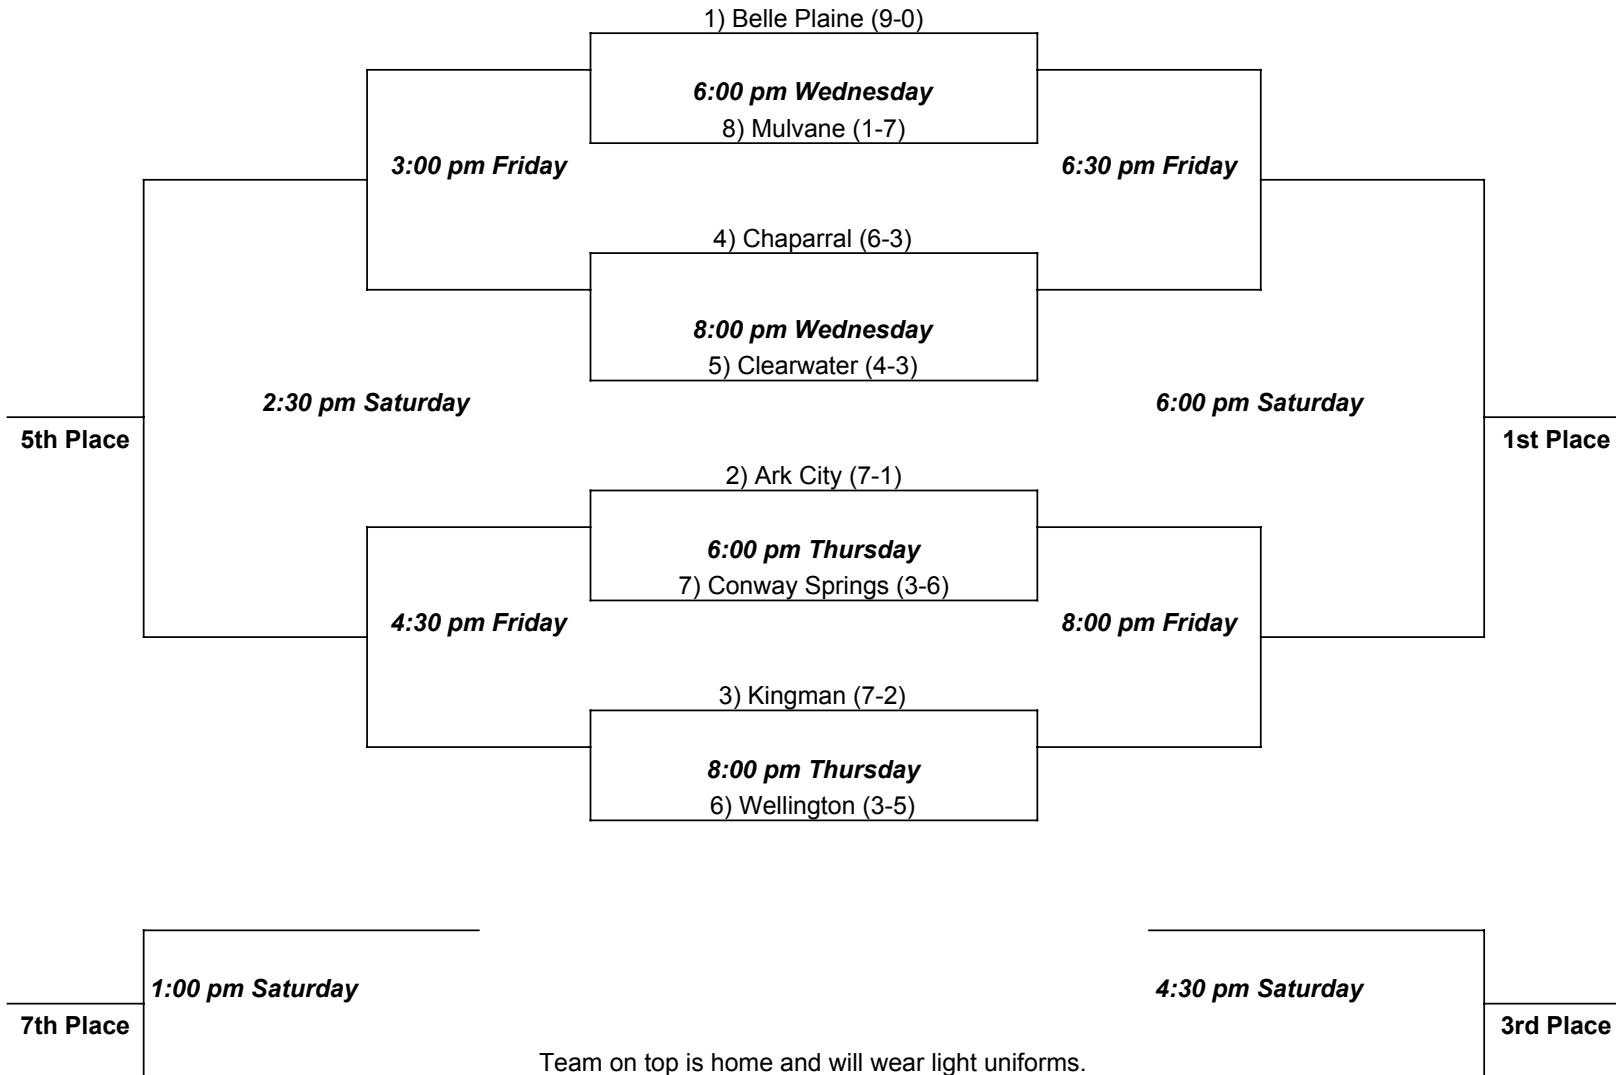 1) Belle Plaine (9-0)
6:00 pm Wednesday
8) Mulvane (1-7)
3:00 pm Friday
6:30 pm Friday
4) Chaparral (6-3)
8:00 pm Wednesday
5) Clearwater (4-3)
2:30 pm Saturday
6:00 pm Saturday
5th Place
1st Place
2) Ark City (7-1)
6:00 pm Thursday
7) Conway Springs (3-6)
4:30 pm Friday
8:00 pm Friday
3) Kingman (7-2)
8:00 pm Thursday
6) Wellington (3-5)
1:00 pm Saturday
4:30 pm Saturday
7th Place
3rd Place
Team on top is home and will wear light uniforms.